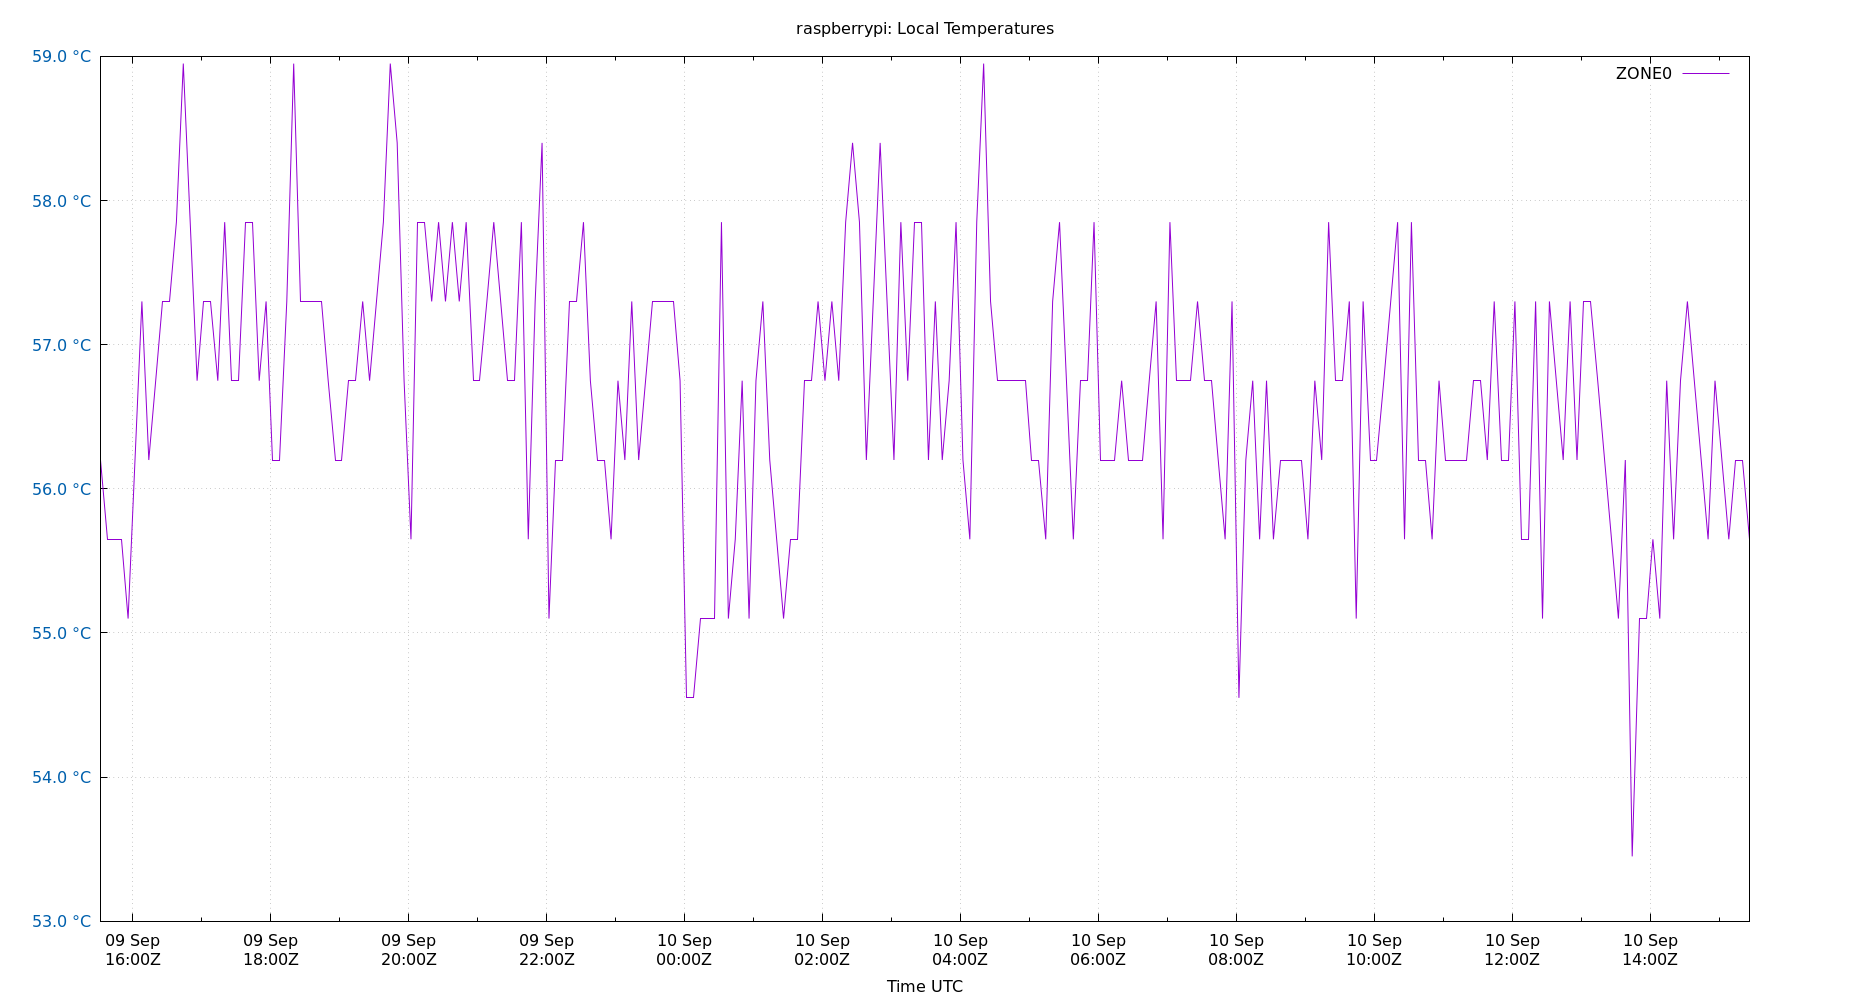 raspberrypi: Local Temperatures
59.0 °C
ZONE0
58.0 °C
57.0 °C
56.0 °C
55.0 °C
54.0 °C
53.0 °C
09 Sep 09 Sep 09 Sep 09 Sep 10 Sep 10 Sep 10 Sep 10 Sep 10 Sep 10 Sep 10 Sep 10 Sep
16:00Z 18:00Z 20:00Z 22:00Z 00:00Z 02:00Z 04:00Z 06:00Z 08:00Z 10:00Z 12:00Z 14:00Z
Time UTC